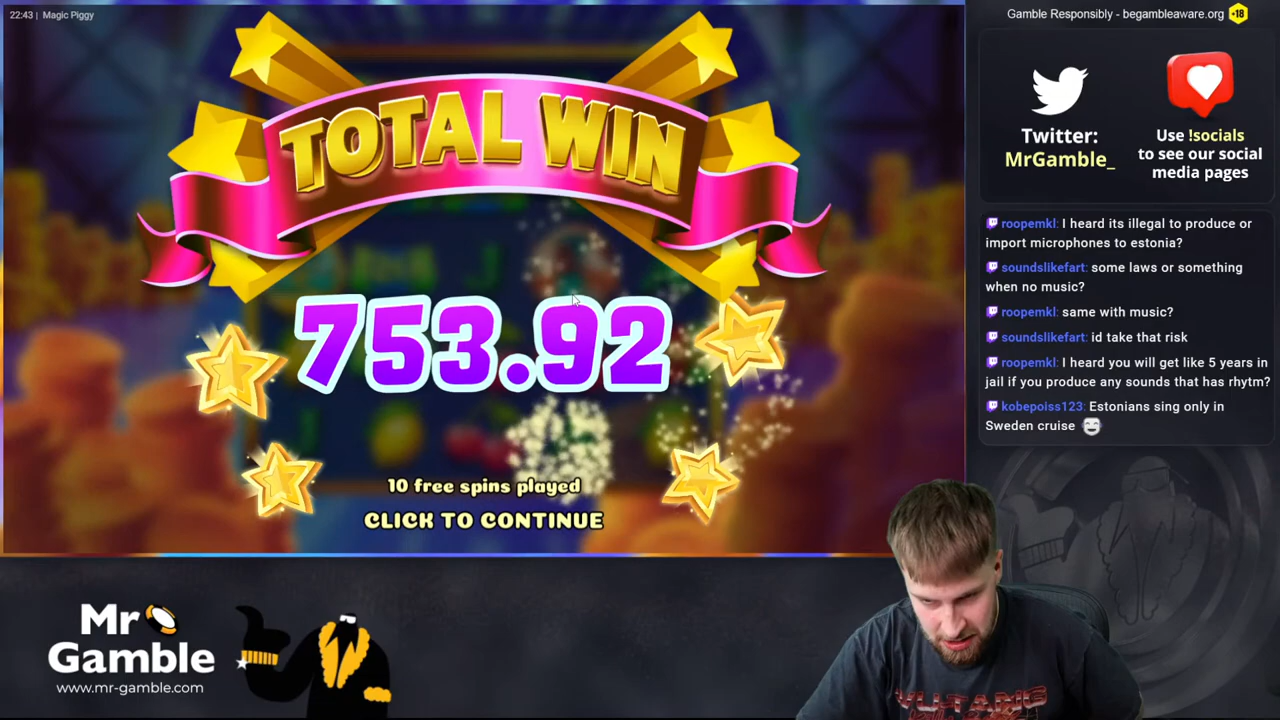 22:43 | Magic Piggy
TOTAL WIN
753.92
10 free spins played
CLICK TO CONTINUE
Mr
Gamble
www.mr-gamble.com
Gamble Responsibly - begambleaware.org +18
Twitter:
MrGamble_
Use !socials
to see our social
media pages
roopemkl: I heard its illegal to produce or
import microphones to estonia?
soundslikefart: some laws or something
when no music?
roopemkl: same with music?
soundslikefart: id take that risk
roopemkl: I heard you will get like 5 years in
jail if you produce any sounds that has rhytm?
kobepoiss123: Estonians sing only in
Sweden cruise
WU-TANG